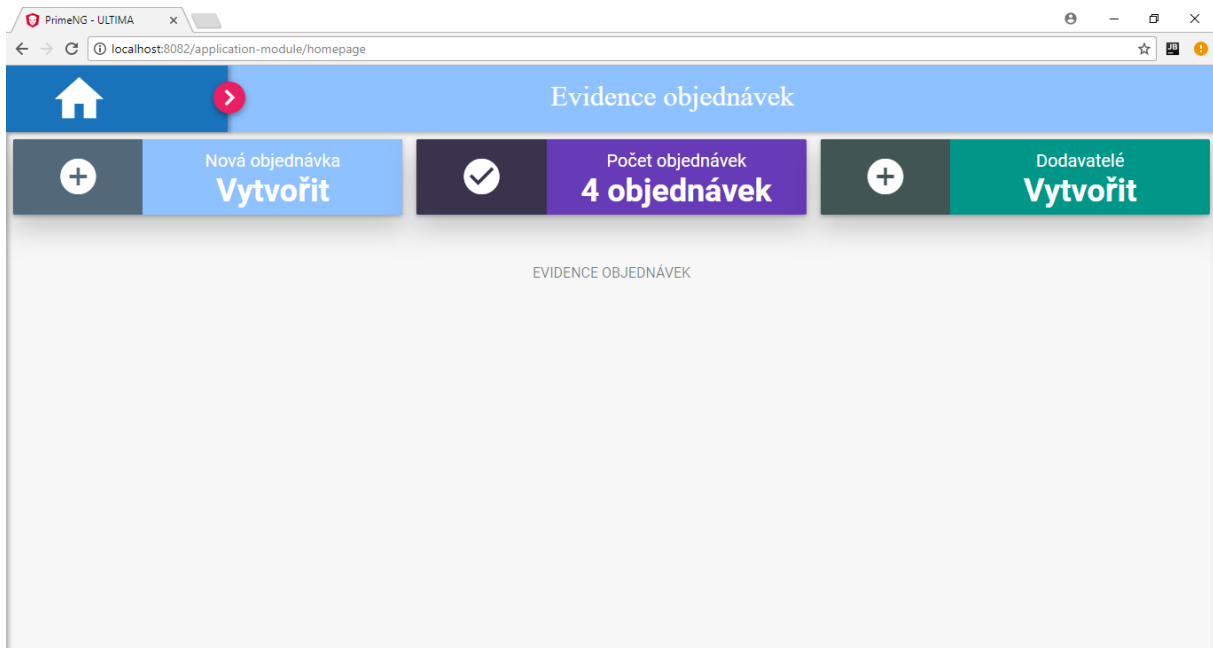 PrimeNG - ULTIMA
localhost:8082/application-module/homepage
JB
Evidence objednávek
Nová objednávka
Vytvořit
Počet objednávek
4 objednávek
Dodavatelé
Vytvořit
EVIDENCE OBJEDNÁVEK